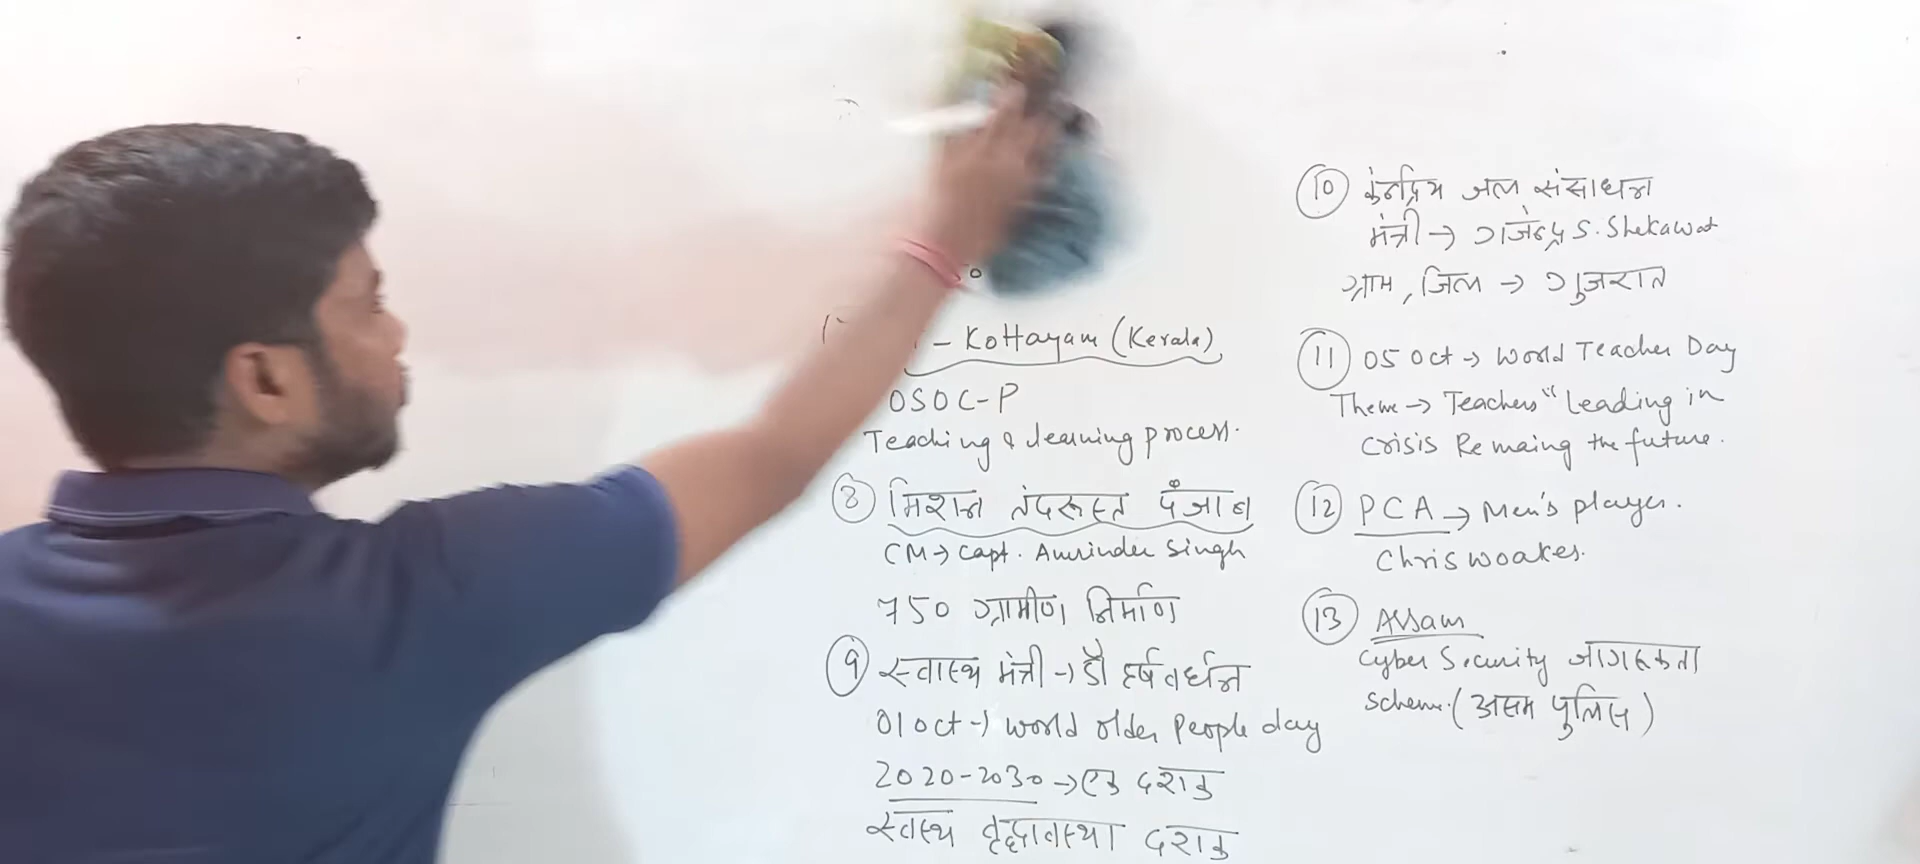 - Kottayam (Kerala)
OSOC-P
Teaching & learning process.
8 मिशन तंदरूस्त पंजाब
CM → Capt. Amrinder Singh
750 ग्रामीण निर्माण
9 स्वास्थ मंत्री → डॉ हर्ष वर्धन
01 oct → World older People day
2020-2030 → एक दशक
स्वस्थ वृद्धावस्था दशक
10 केन्द्रिय जल संसाधन
मंत्री → गजेंन्द्र S. Shekawat
ग्राम, जिल → गुजरात
11 05 Oct → World Teacher Day
Theme → Teachers "Leading in
Crisis Remaing the future.
12 PCA → Men's player.
Chris woakes.
13 Assam
Cyber Security जागरूकता
Scheme. (असम पुलिस)